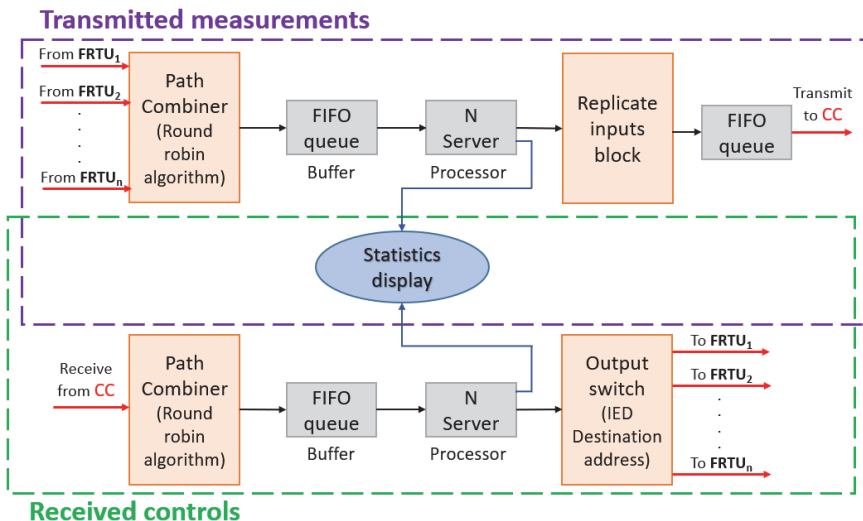 Transmitted measurements
From FRTU1
From FRTU2
.
.
.
.
From FRTUn
Path
Combiner
(Round
robin
algorithm)
FIFO
queue
Buffer
N
Server
Processor
Replicate
inputs
block
FIFO
queue
Transmit
to CC
Statistics
display
Receive
from CC
Path
Combiner
(Round
robin
algorithm)
FIFO
queue
Buffer
N
Server
Processor
Output
switch
(IED
Destination
address)
To FRTU1
To FRTU2
.
.
.
.
To FRTUn
Received controls